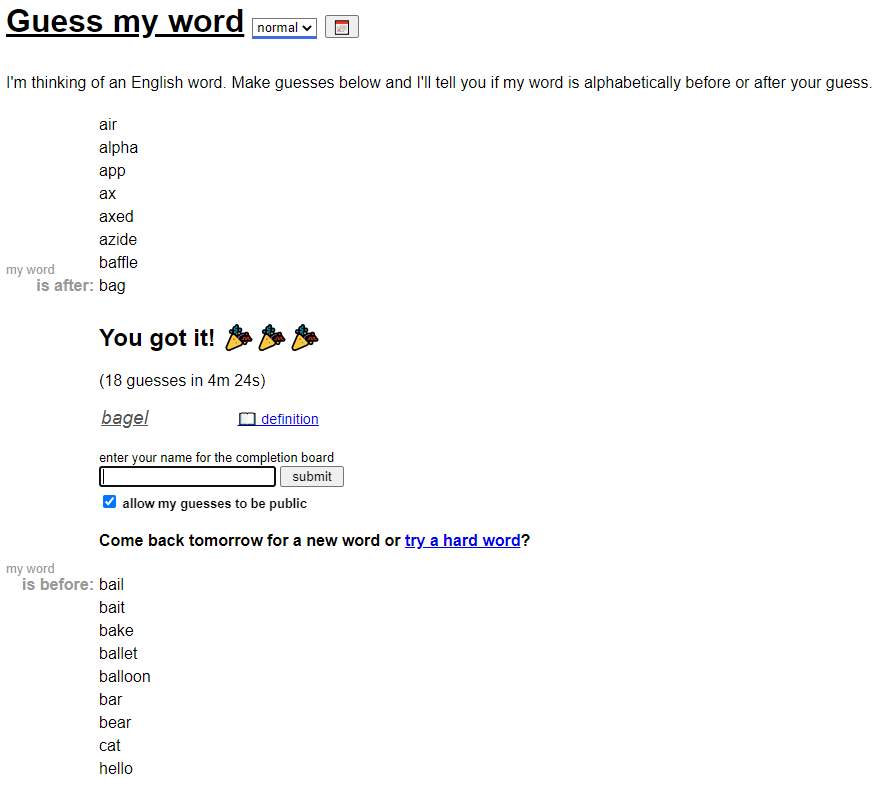 Guess my word normal
I'm thinking of an English word. Make guesses below and I'll tell you if my word is alphabetically before or after your guess.
air
alpha
app
ax
axed
azide
baffle
my word
is after: bag
You got it!
(18 guesses in 4m 24s)
bagel definition
enter your name for the completion board
submit
allow my guesses to be public
Come back tomorrow for a new word or try a hard word?
my word
is before: bail
bait
bake
ballet
balloon
bar
bear
cat
hello